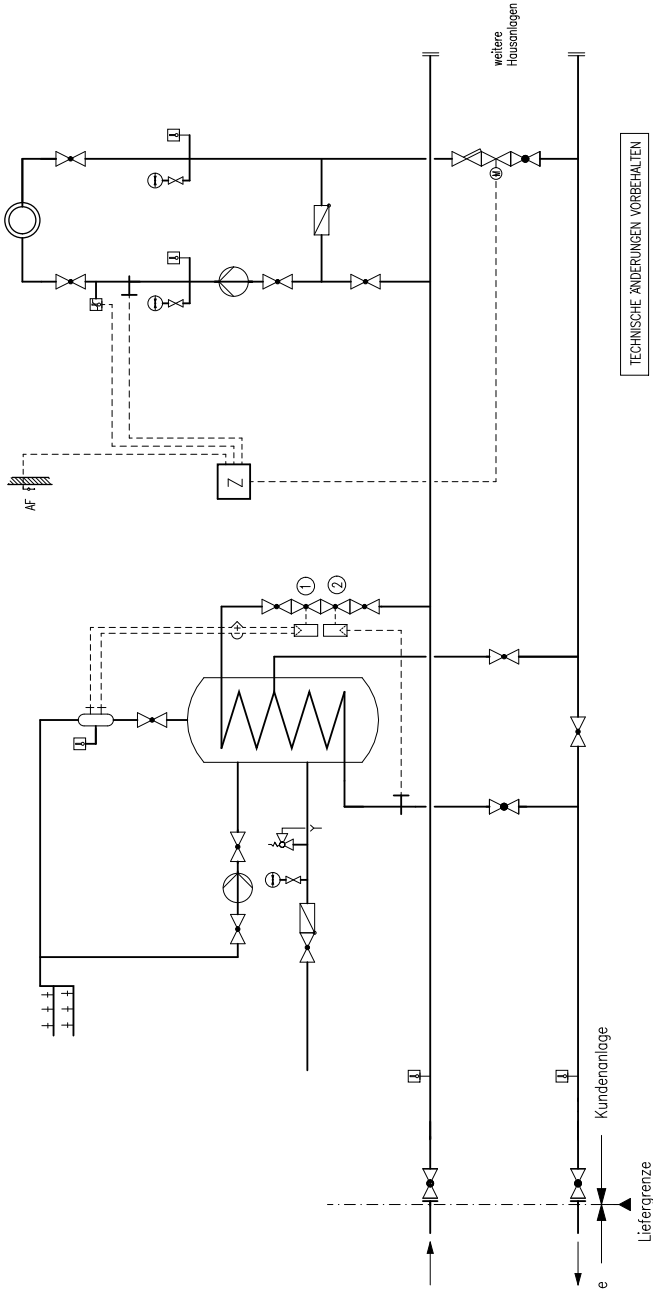 weitere
Hausanlagen
M
TECHNISCHE ÄNDERUNGEN VORBEHALTEN
AF
Z
1
2
Kundenanlage
Liefergrenze
e